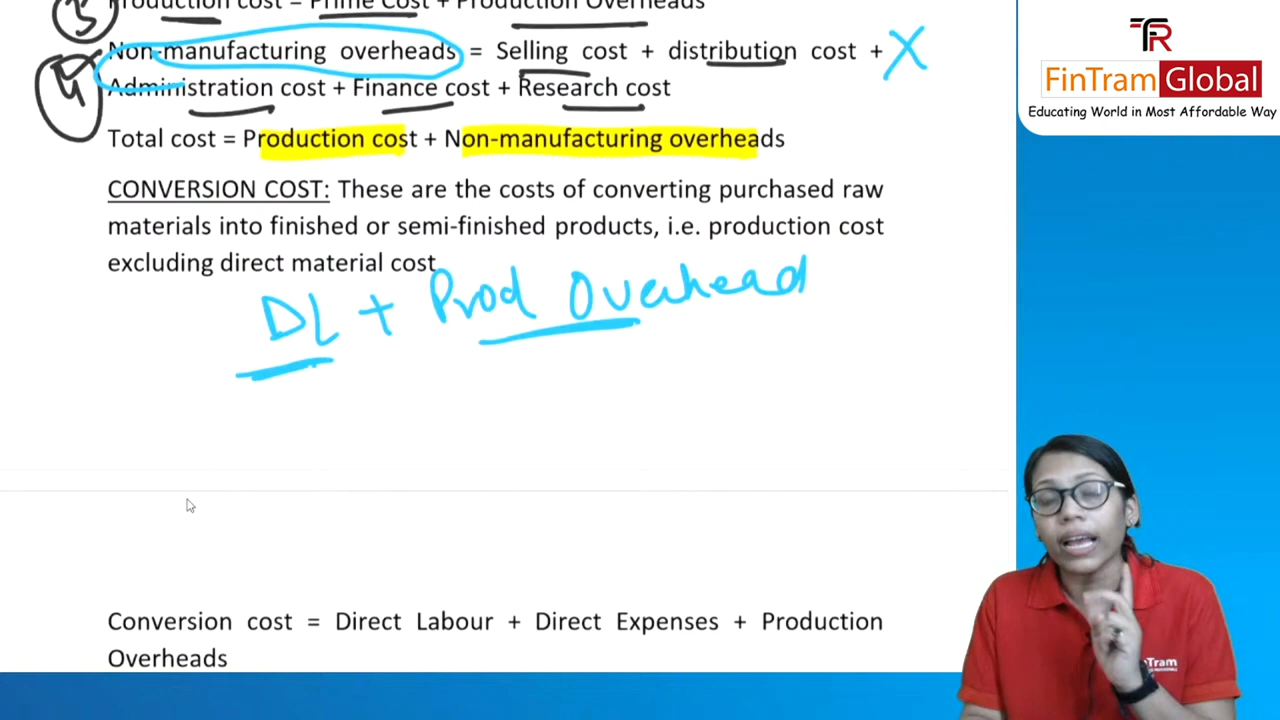 3
Production cost = Prime Cost + Production Overheads
4
Non-manufacturing overheads = Selling cost + distribution cost + X
Administration cost + Finance cost + Research cost
Total cost = Production cost + Non-manufacturing overheads
CONVERSION COST: These are the costs of converting purchased raw
materials into finished or semi-finished products, i.e. production cost
excluding direct material cost
DL + Prod Overhead
Conversion cost = Direct Labour + Direct Expenses + Production
Overheads
FinTram Global
Educating World in Most Affordable Way
Tram